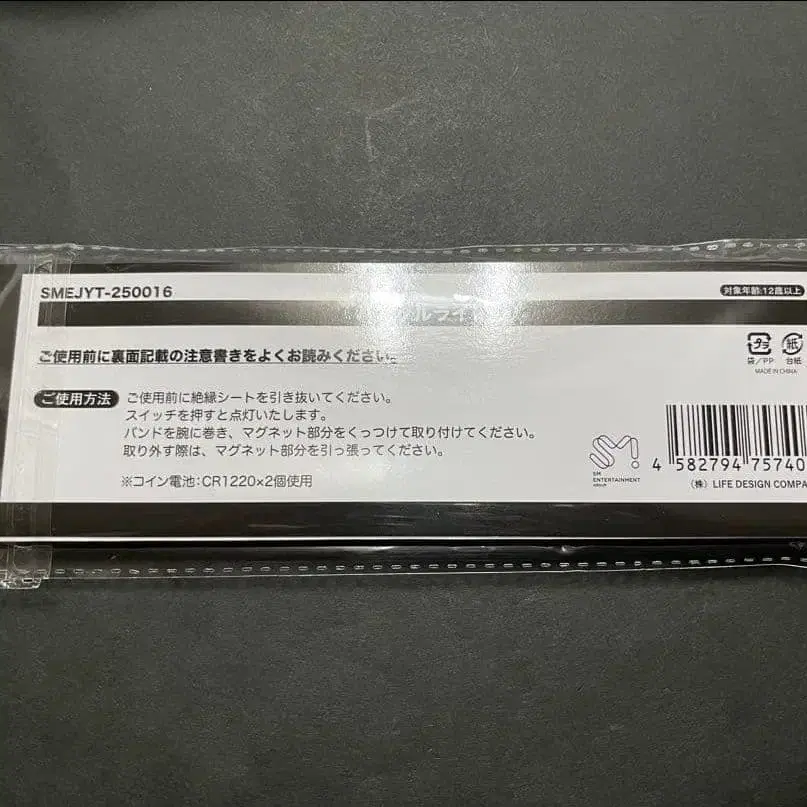 SMEJYT-250016
対象年齢:12歳以上
ルライ
ご使用前に裏面記載の注意書きをよくお読みください。
プラ
袋/PP
紙
台紙
MADE IN CHINA
ご使用方法
ご使用前に絶縁シートを引き抜いてください。
スイッチを押すと点灯いたします。
バンドを腕に巻き、マグネット部分をくっつけて取り付けてください。
取り外す際は、マグネット部分を引っ張ってください。
※コイン電池:CR1220×2個使用
SM
SM
ENTERTAINMENT
GROUP
4 582794 75740
(株) LIFE DESIGN COMPA